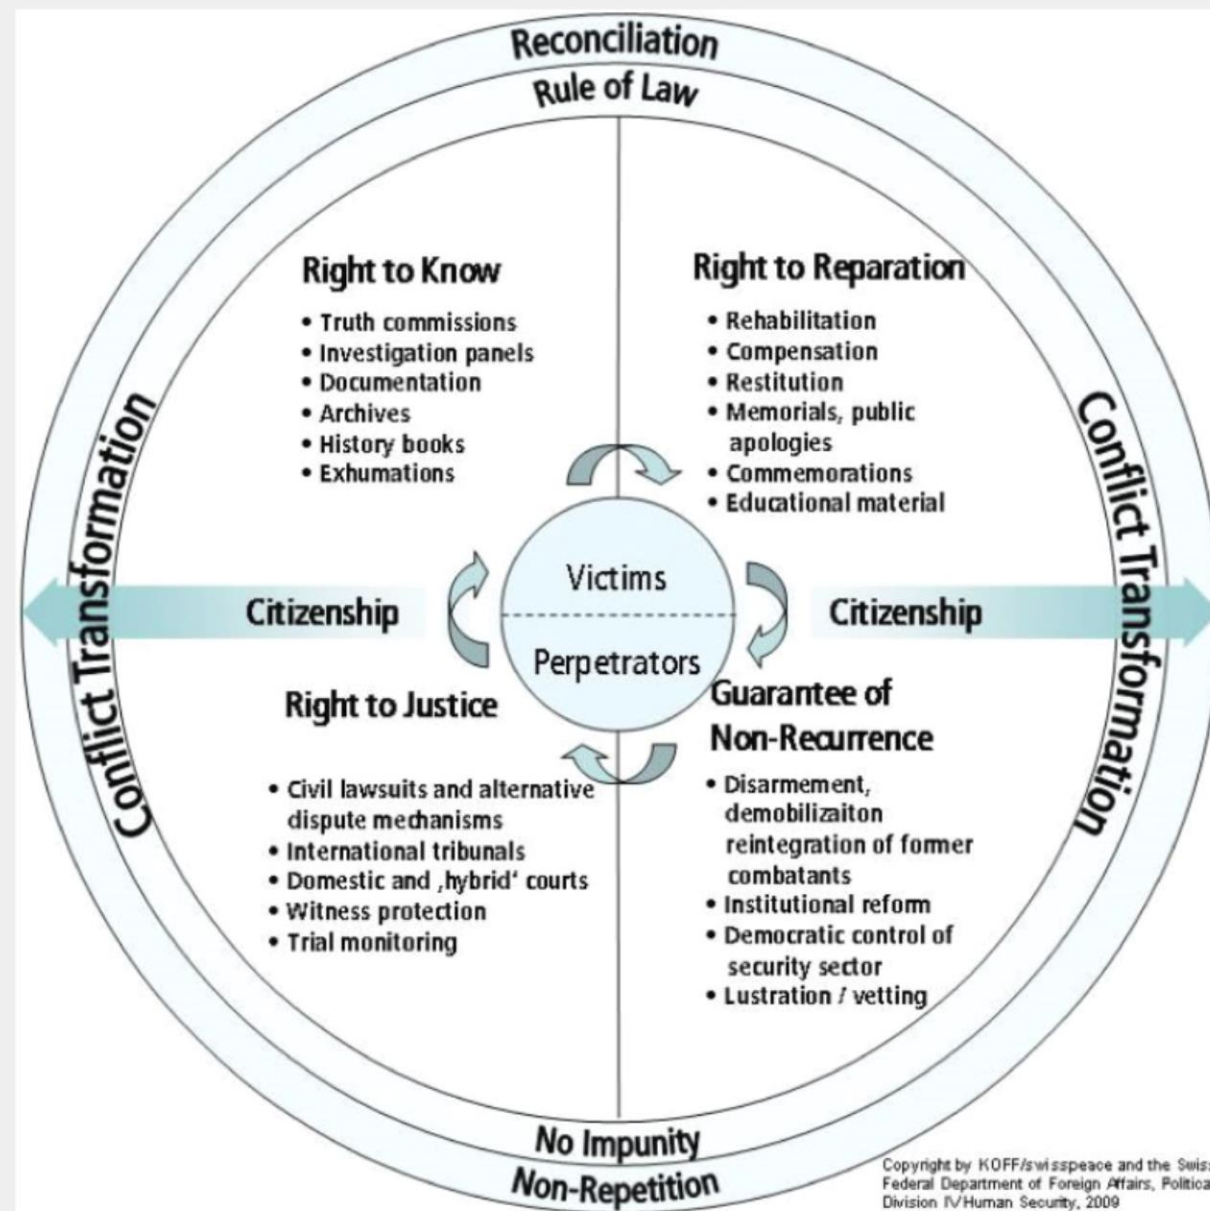 Reconciliation
Rule of Law
Right to Know
• Truth commissions
• Investigation panels
• Documentation
• Archives
• History books
• Exhumations
Right to Reparation
• Rehabilitation
• Compensation
• Restitution
• Memorials, public
apologies
• Commemorations
• Educational material
Conflict Transformation
Conflict Transformation
Citizenship
Victims
Perpetrators
Citizenship
Right to Justice
• Civil lawsuits and alternative
dispute mechanisms
• International tribunals
• Domestic and ‚hybrid‘ courts
• Witness protection
• Trial monitoring
Guarantee of
Non-Recurrence
• Disarmement,
demobilizaiton
reintegration of former
combatants
• Institutional reform
• Democratic control of
security sector
• Lustration / vetting
No Impunity
Non-Repetition
Copyright by KOFF/swisspeace and the Swiss
Federal Department of Foreign Affairs, Political
Division IV/Human Security, 2009